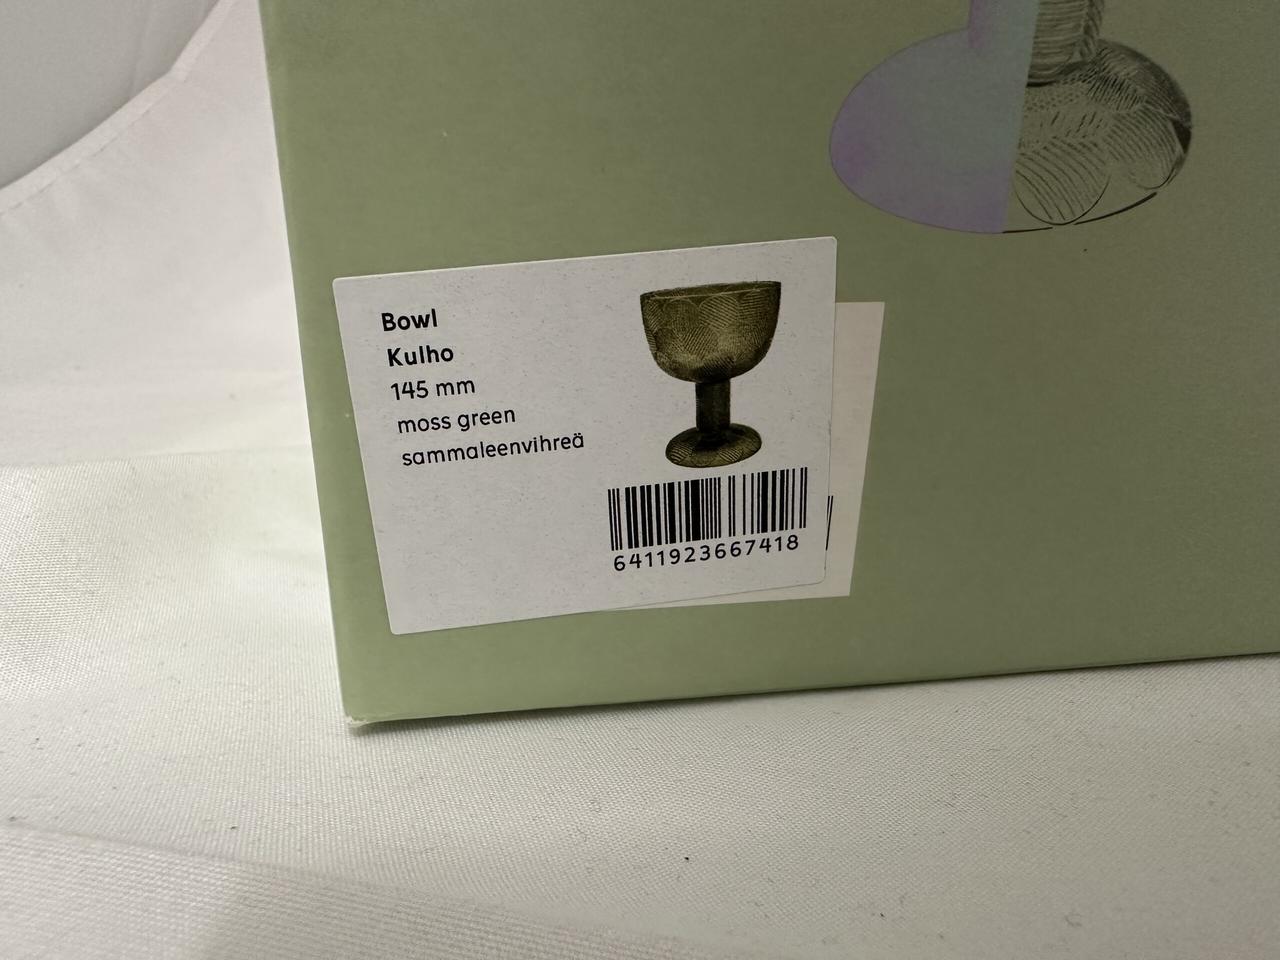 Bowl
Kulho
145 mm
moss green
sammaleenvihreä
6411923667418